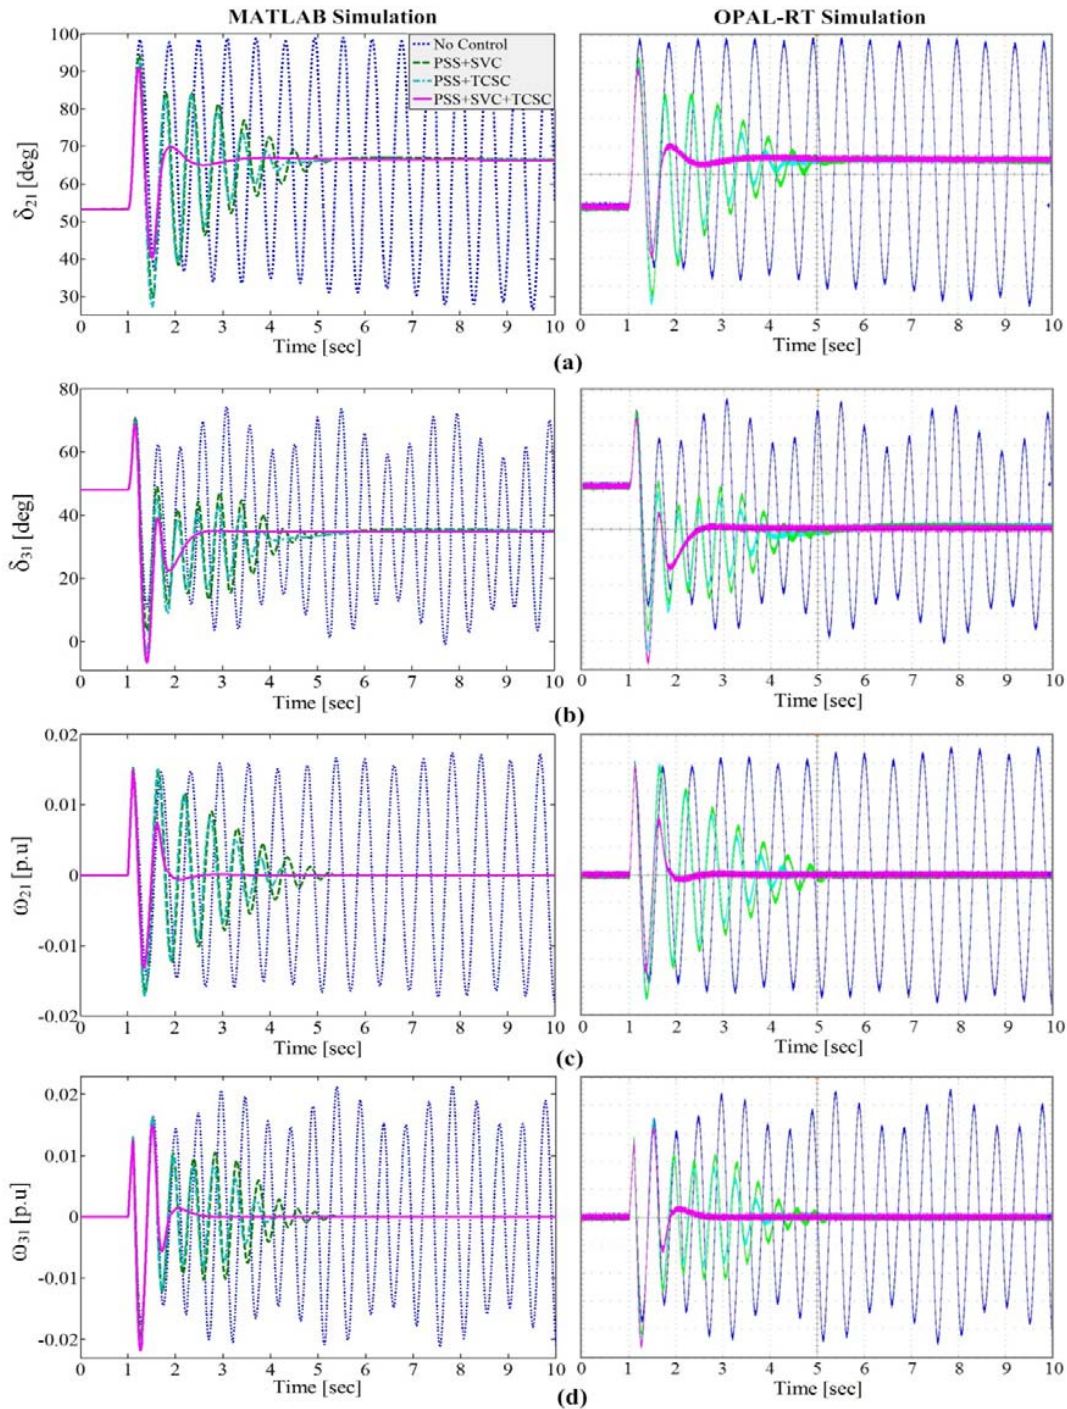 MATLAB Simulation
OPAL-RT Simulation
No Control
PSS+SVC
PSS+TCSC
PSS+SVC+TCSC
δ21 [deg]
100
90
80
70
60
50
40
30
0 1 2 3 4 5 6 7 8 9 10
Time [sec]
0 1 2 3 4 5 6 7 8 9 10
Time [sec]
(a)
δ31 [deg]
80
60
40
20
0
0 1 2 3 4 5 6 7 8 9 10
Time [sec]
0 1 2 3 4 5 6 7 8 9 10
Time [sec]
(b)
ω21 [p.u]
0.02
0.01
0
-0.01
-0.02
0 1 2 3 4 5 6 7 8 9 10
Time [sec]
0 1 2 3 4 5 6 7 8 9 10
Time [sec]
(c)
ω31 [p.u]
0.02
0.01
0
-0.01
-0.02
0 1 2 3 4 5 6 7 8 9 10
Time [sec]
0 1 2 3 4 5 6 7 8 9 10
Time [sec]
(d)